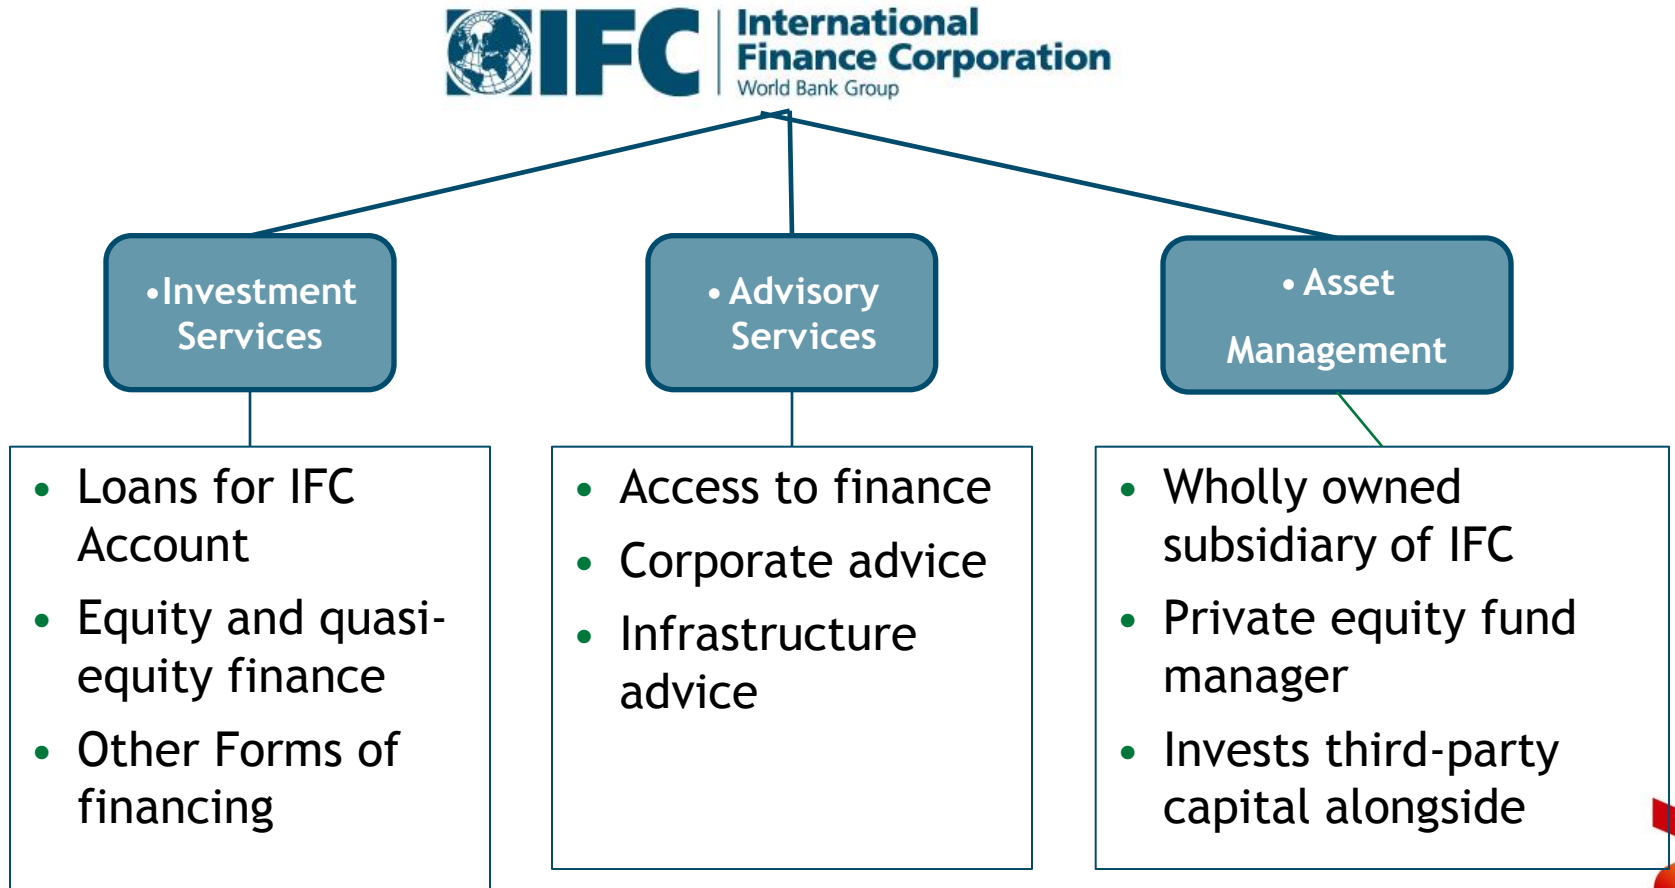 IFC
International
Finance Corporation
World Bank Group
•Investment
Services
• Loans for IFC
Account
• Equity and quasi-
equity finance
• Other Forms of
financing
• Advisory
Services
• Access to finance
• Corporate advice
• Infrastructure
advice
• Asset
Management
• Wholly owned
subsidiary of IFC
• Private equity fund
manager
• Invests third-party
capital alongside